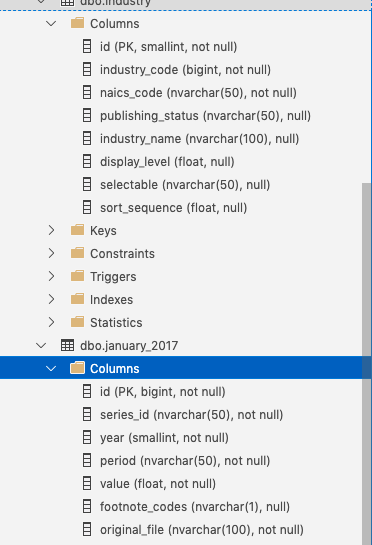 dbo.industry
Columns
id (PK, smallint, not null)
industry_code (bigint, not null)
naics_code (nvarchar(50), not null)
publishing_status (nvarchar(50), null)
industry_name (nvarchar(100), null)
display_level (float, null)
selectable (nvarchar(50), null)
sort_sequence (float, null)
Keys
Constraints
Triggers
Indexes
Statistics
dbo.january_2017
Columns
id (PK, bigint, not null)
series_id (nvarchar(50), not null)
year (smallint, not null)
period (nvarchar(50), not null)
value (float, not null)
footnote_codes (nvarchar(1), null)
original_file (nvarchar(100), not null)